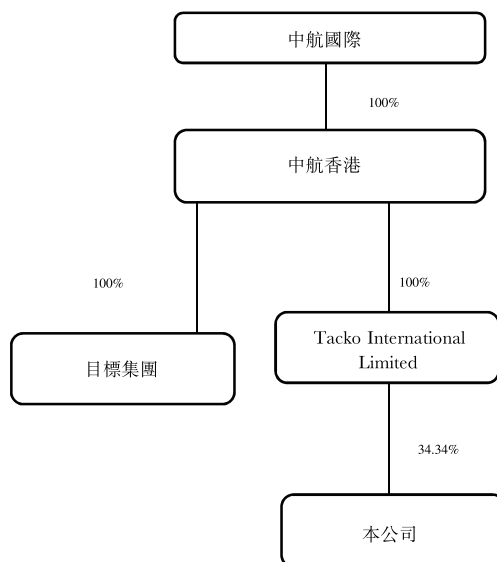 中航國際
100%
中航香港
100%
100%
目標集團
Tacko International
Limited
34.34%
本公司